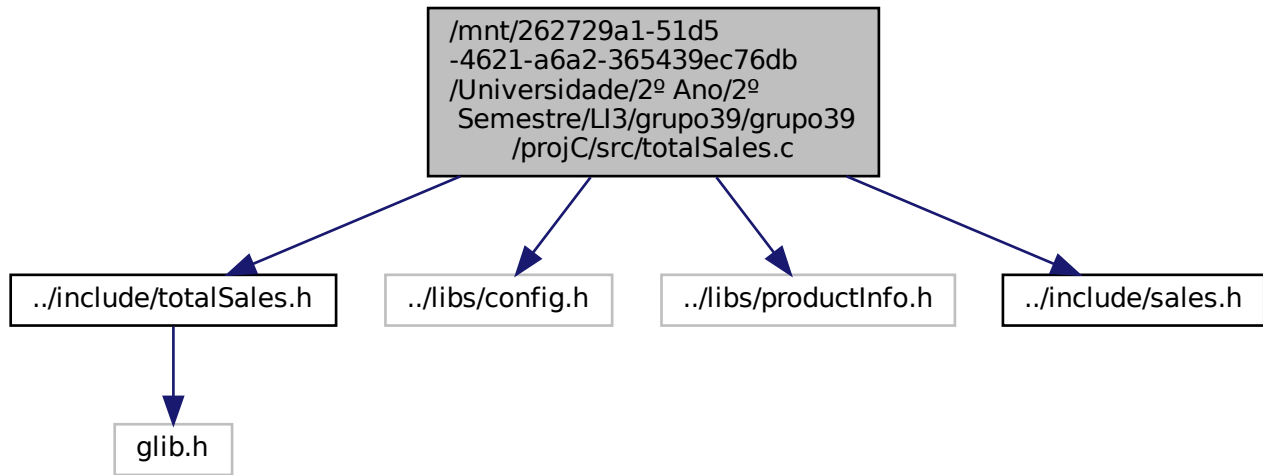 /mnt/262729a1-51d5
-4621-a6a2-365439ec76db
/Universidade/2º Ano/2º
Semestre/LI3/grupo39/grupo39
/projC/src/totalSales.c
../include/totalSales.h
../libs/config.h
../libs/productInfo.h
../include/sales.h
glib.h